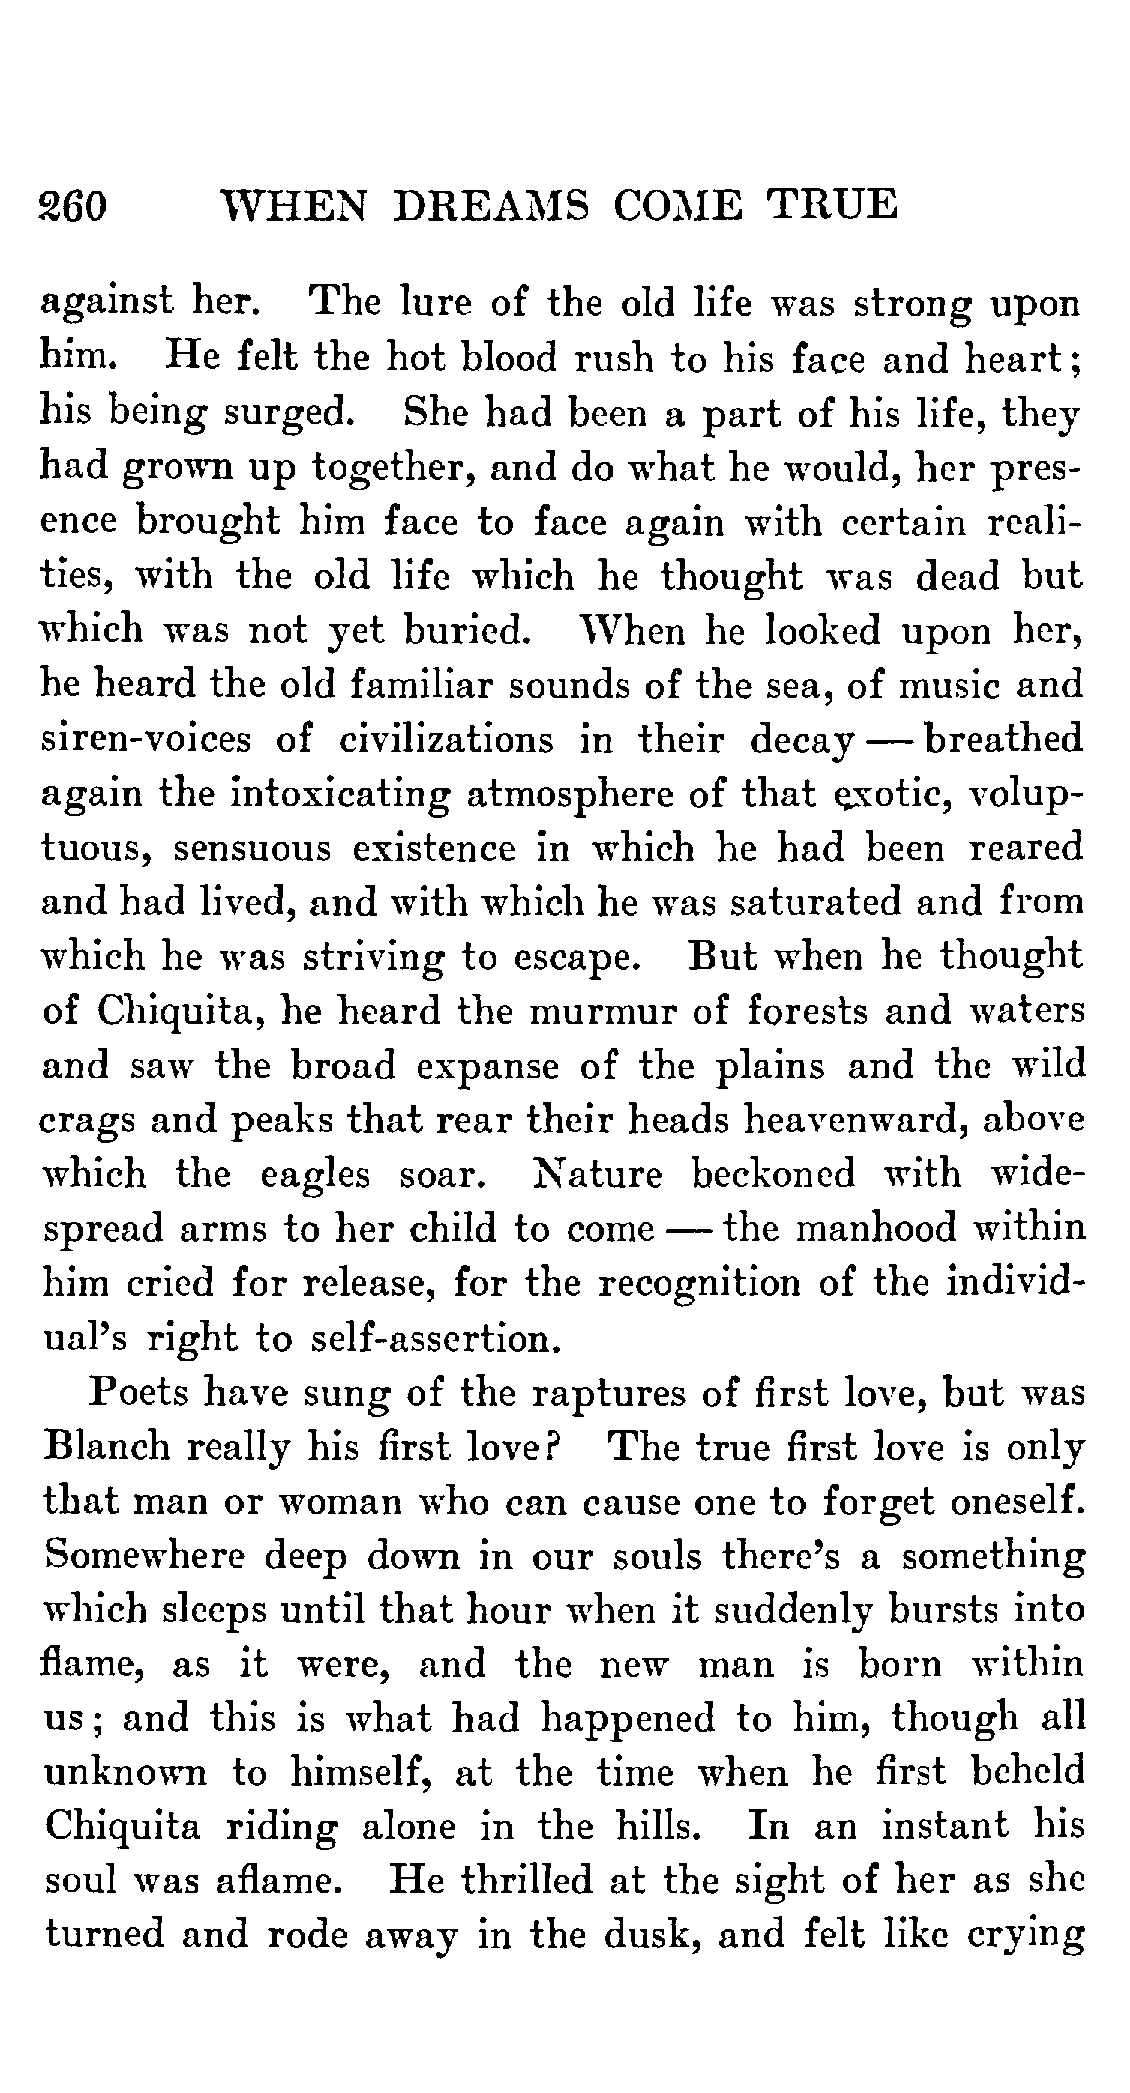 260 WHEN DREAMS COME TRUE
against her. The lure of the old life was strong upon
him. He felt the hot blood rush to his face and heart;
his being surged. She had been a part of his life, they
had grown up together, and do what he would, her pres-
ence brought him face to face again with certain reali-
ties, with the old life which he thought was dead but
which was not yet buried. When he looked upon her,
he heard the old familiar sounds of the sea, of music and
siren-voices of civilizations in their decay — breathed
again the intoxicating atmosphere of that exotic, volup-
tuous, sensuous existence in which he had been reared
and had lived, and with which he was saturated and from
which he was striving to escape. But when he thought
of Chiquita, he heard the murmur of forests and waters
and saw the broad expanse of the plains and the wild
crags and peaks that rear their heads heavenward, above
which the eagles soar. Nature beckoned with wide-
spread arms to her child to come — the manhood within
him cried for release, for the recognition of the individ-
ual's right to self-assertion.
Poets have sung of the raptures of first love, but was
Blanch really his first love? The true first love is only
that man or woman who can cause one to forget oneself.
Somewhere deep down in our souls there's a something
which sleeps until that hour when it suddenly bursts into
flame, as it were, and the new man is born within
us; and this is what had happened to him, though all
unknown to himself, at the time when he first beheld
Chiquita riding alone in the hills. In an instant his
soul was aflame. He thrilled at the sight of her as she
turned and rode away in the dusk, and felt like crying